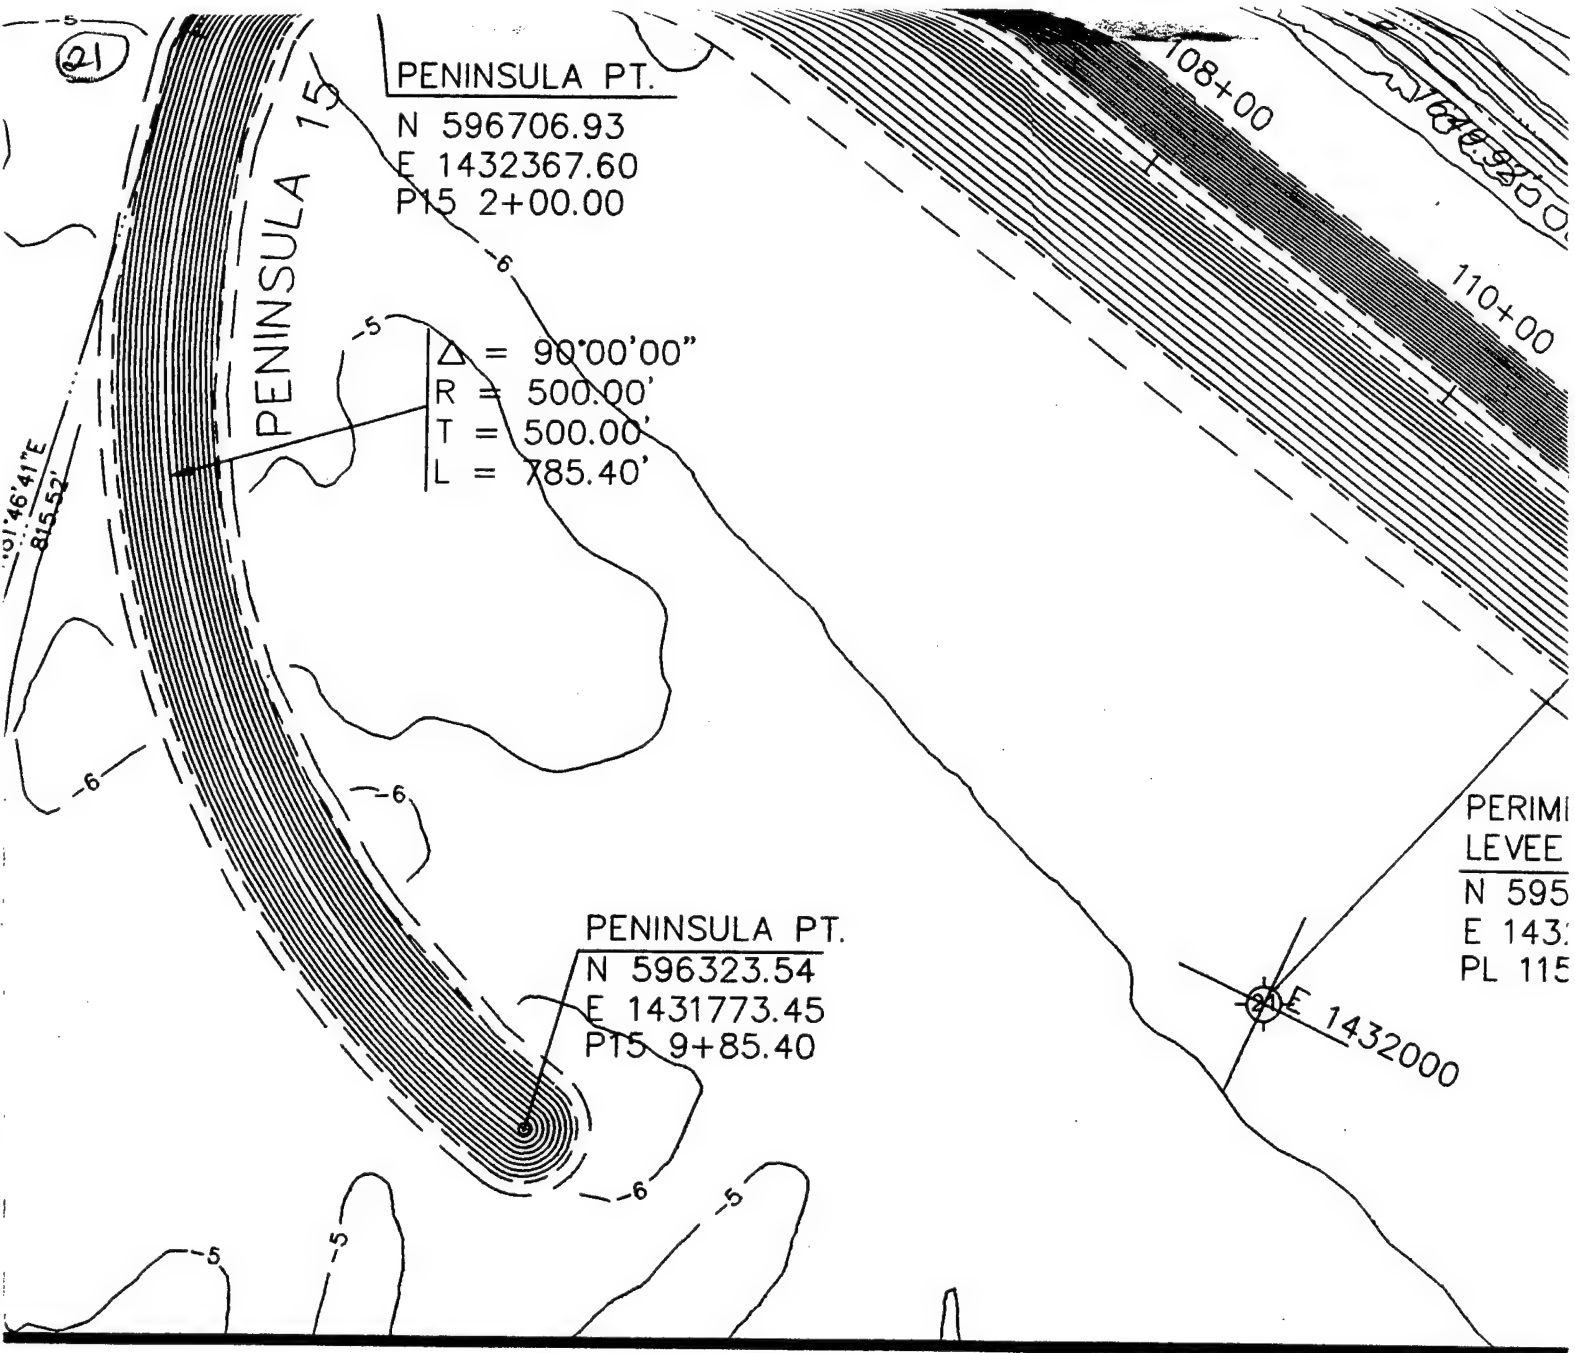 -5
21
PENINSULA PT.
N 596706.93
E 1432367.60
P15 2+00.00
PENINSULA 15
108+00
110+00
-6
-5
Δ = 90°00'00"
R = 500.00'
T = 500.00'
L = 785.40'
815.52'
-6
-6
PERIM
LEVEE
N 595
E 143
PL 115
PENINSULA PT.
N 596323.54
E 1431773.45
P15 9+85.40
21
E 1432000
-6
-5
-5
-5